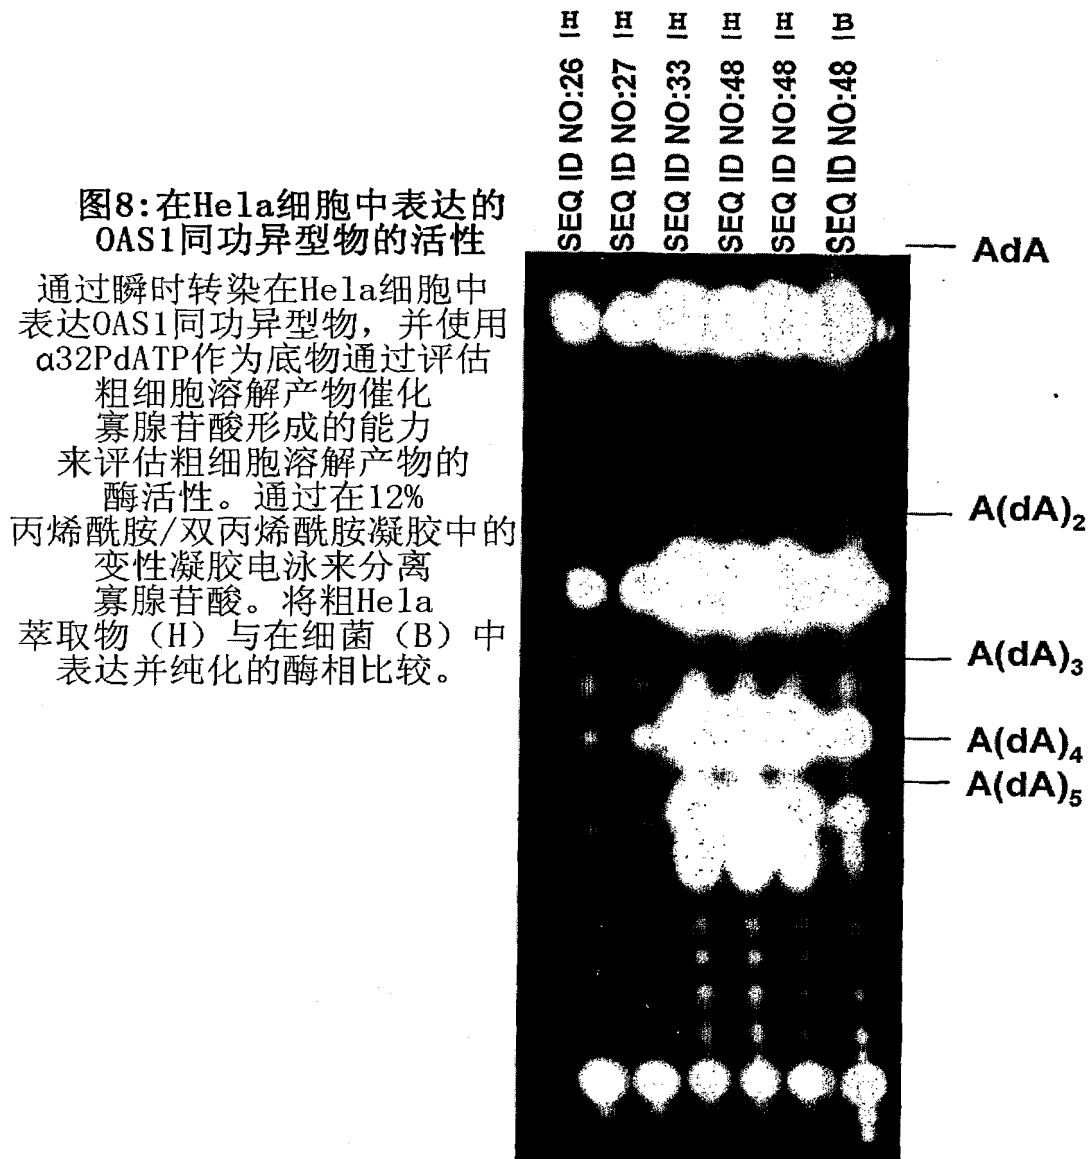 H H H H H B
SEQ ID NO:26
SEQ ID NO:27
SEQ ID NO:33
SEQ ID NO:48
SEQ ID NO:48
SEQ ID NO:48
图8:在Hela细胞中表达的
OAS1同功异型物的活性
通过瞬时转染在Hela细胞中
表达OAS1同功异型物，并使用
α32PdATP作为底物通过评估
粗细胞溶解产物催化
寡腺苷酸形成的能力
来评估粗细胞溶解产物的
酶活性。通过在12%
丙烯酰胺/双丙烯酰胺凝胶中的
变性凝胶电泳来分离
寡腺苷酸。将粗Hela
萃取物（H）与在细菌（B）中
表达并纯化的酶相比较。
AdA
A(dA)2
A(dA)3
A(dA)4
A(dA)5